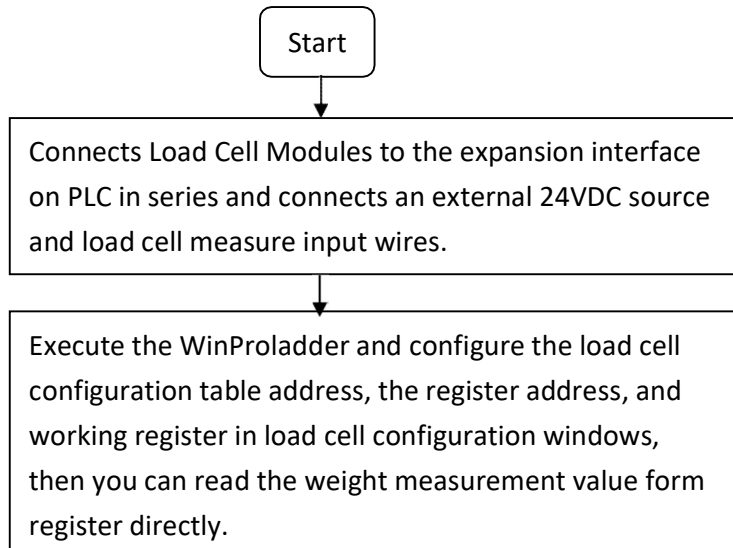 Start
Connects Load Cell Modules to the expansion interface
on PLC in series and connects an external 24VDC source
and load cell measure input wires.
Execute the WinProladder and configure the load cell
configuration table address, the register address, and
working register in load cell configuration windows,
then you can read the weight measurement value form
register directly.